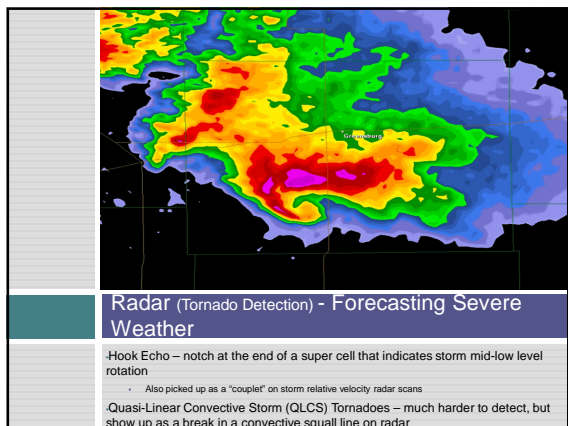 Greensburg
Radar (Tornado Detection) - Forecasting Severe
Weather
•Hook Echo – notch at the end of a super cell that indicates storm mid-low level
rotation
• Also picked up as a “couplet” on storm relative velocity radar scans
•Quasi-Linear Convective Storm (QLCS) Tornadoes – much harder to detect, but
show up as a break in a convective squall line on radar